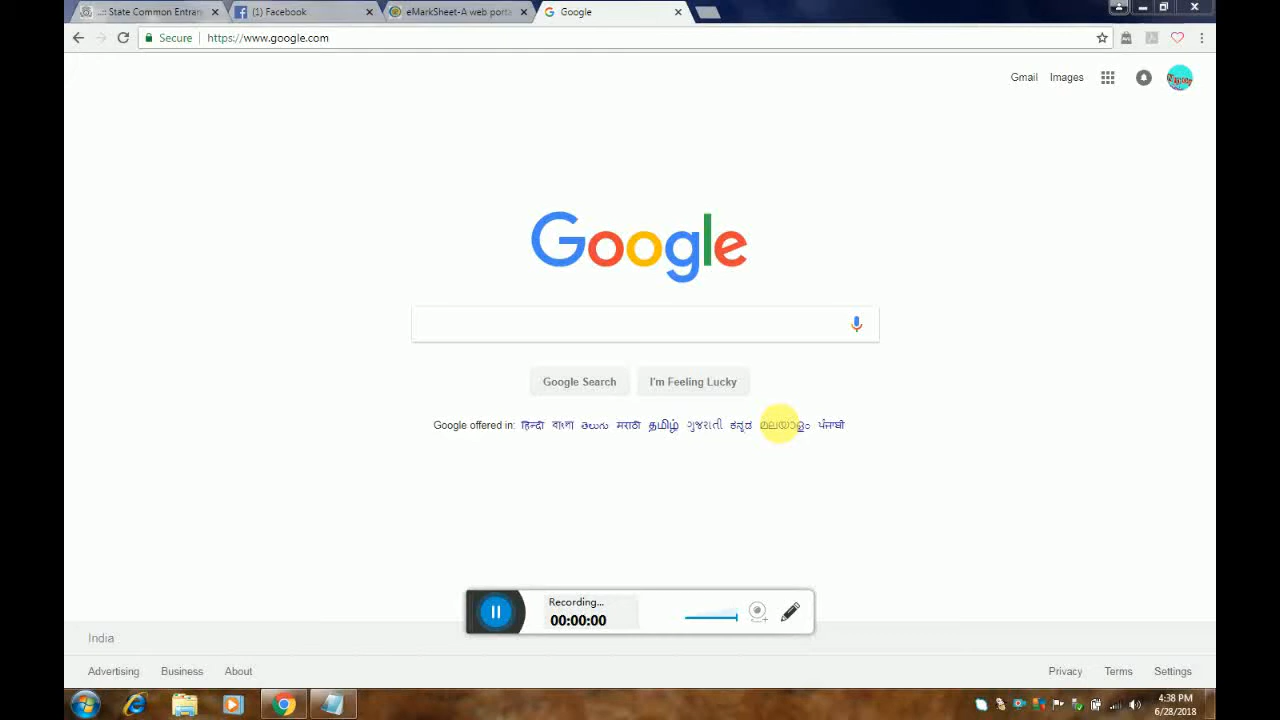 ..:: State Common Entran
(1) Facebook
eMarkSheet-A web porta
Google
Secure
https://www.google.com
Gmail
Images
Google
Google Search
I'm Feeling Lucky
Google offered in: हिन्दी বাংলা తెలుగు मराठी தமிழ் ગુજરાતી ಕನ್ನಡ മലയാളം ਪੰਜਾਬੀ
Recording...
00:00:00
India
Advertising Business About
Privacy Terms Settings
4:38 PM
6/28/2018